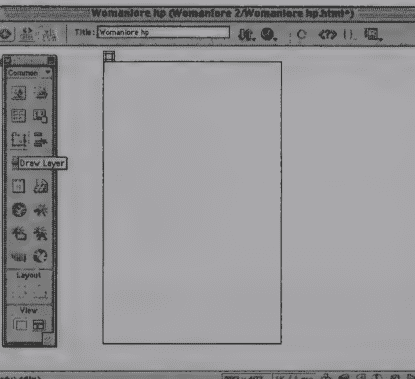 Womanlore hp (Womanlore 2/Womanlore hp.html*)
Title: Womanlore hp
Common
Draw Layer
Layout
View